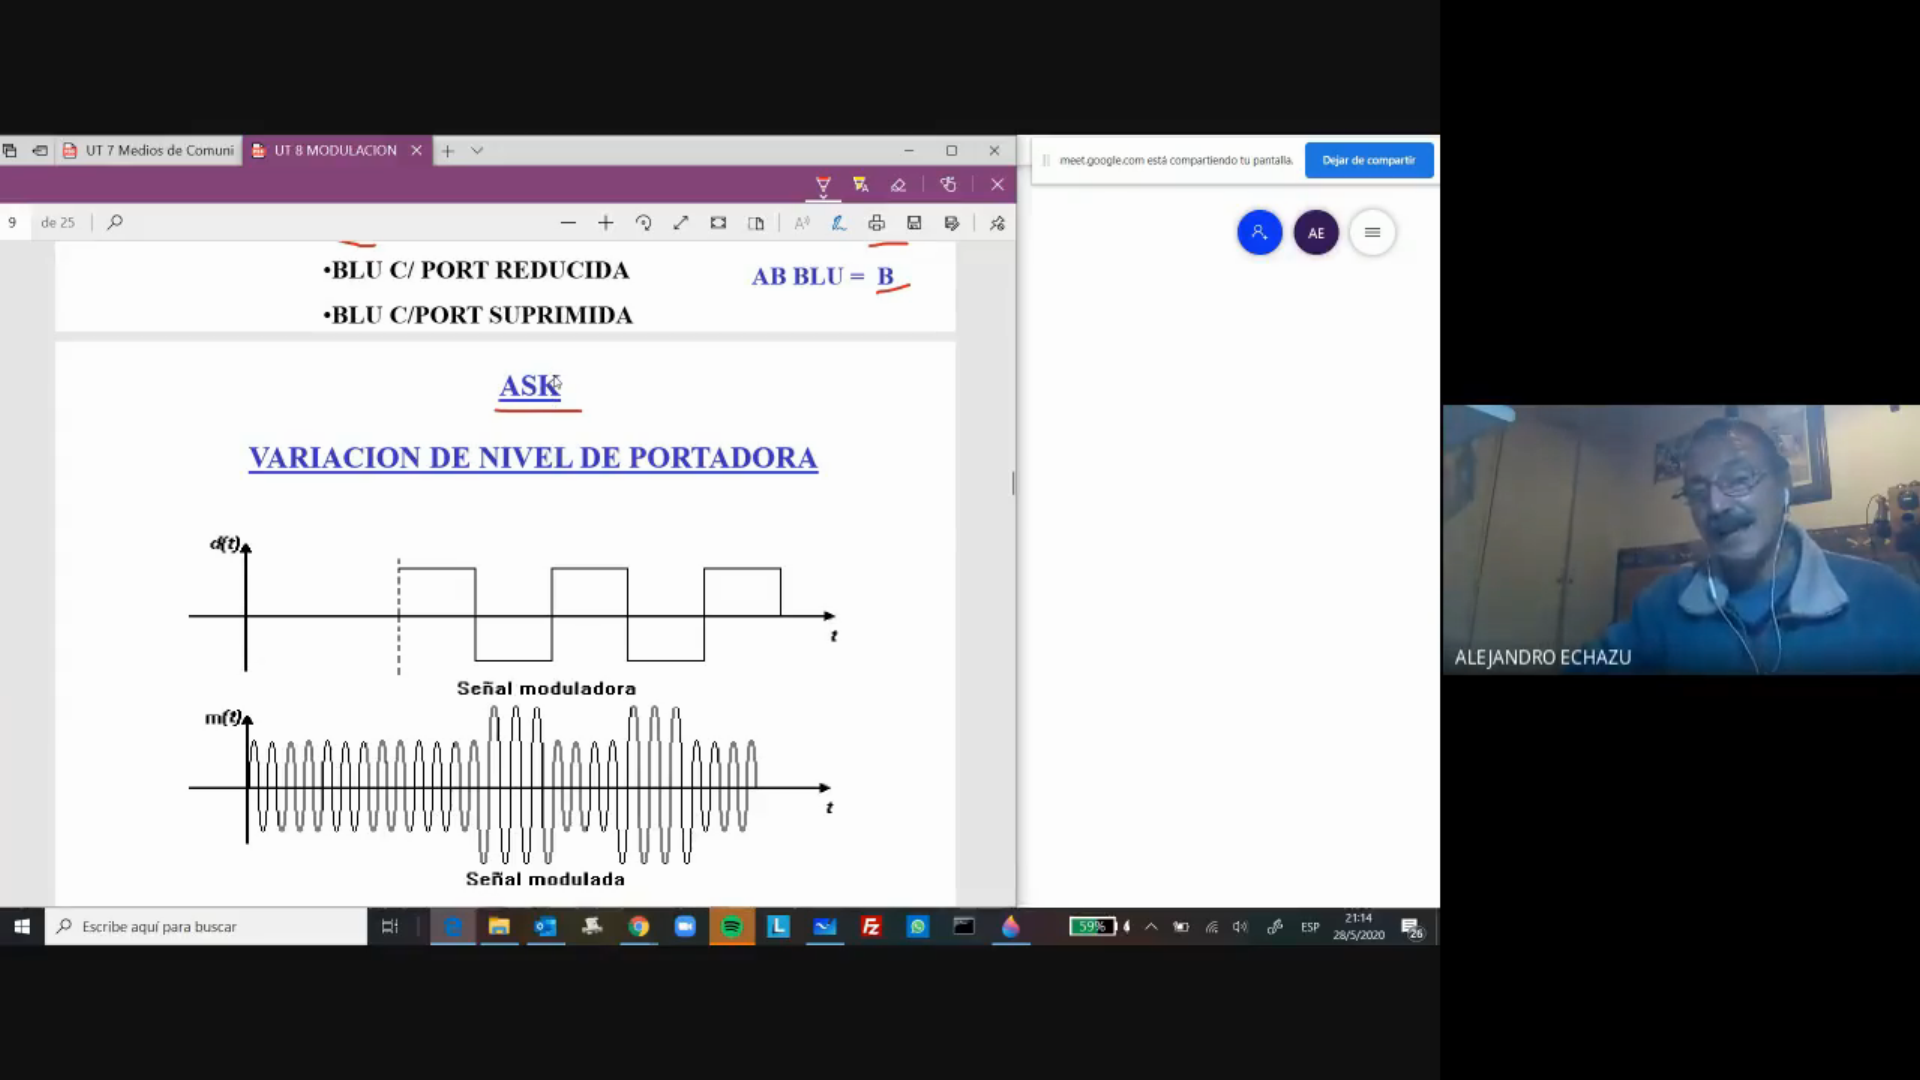 UT 7 Medios de Comuni
UT 8 MODULACION
meet.google.com está compartiendo tu pantalla.
Dejar de compartir
9 de 25
AE
•BLU C/ PORT REDUCIDA
AB BLU = B
•BLU C/PORT SUPRIMIDA
ASK
VARIACION DE NIVEL DE PORTADORA
d(t)
t
Señal moduladora
m(t)
t
Señal modulada
ALEJANDRO ECHAZU
Escribe aquí para buscar
59%
ESP
21:14
28/5/2020
26